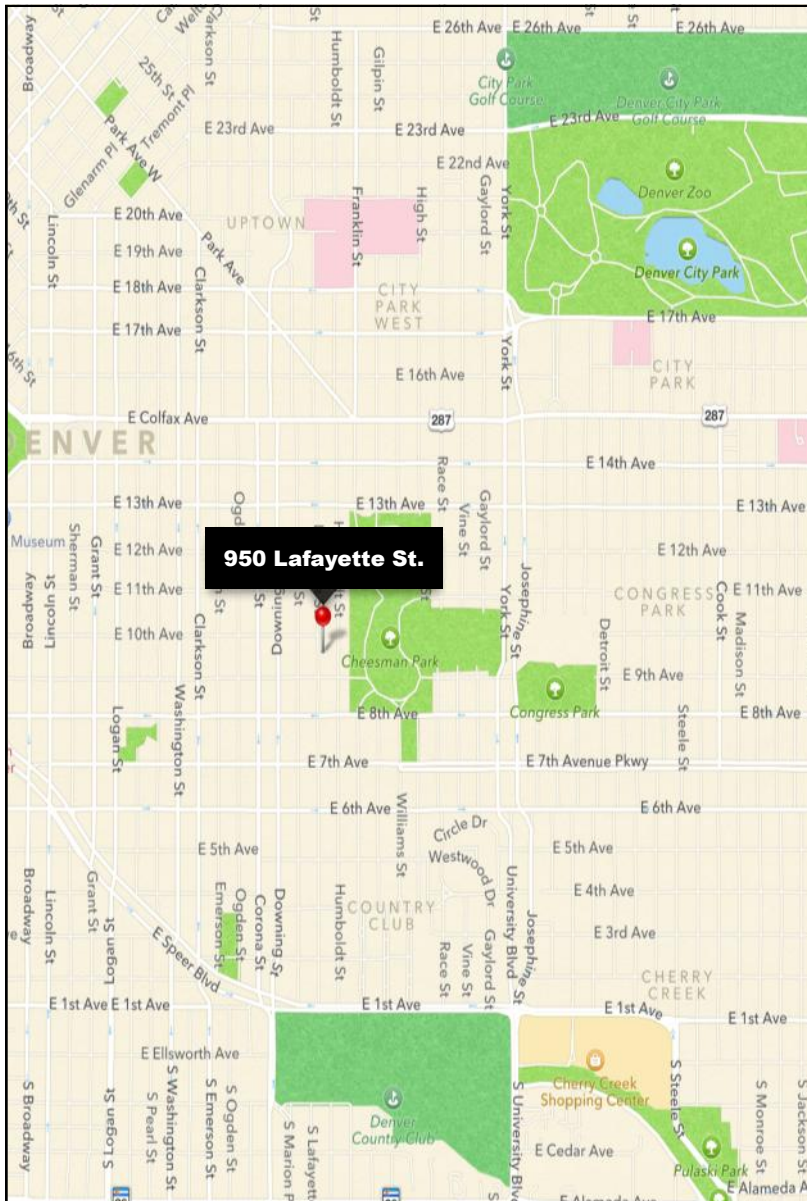 E 26th Ave
E 26th Ave
Broadway
Clarkson St
Humboldt St
Gilpin St
25th St
Tremont Pl
Glenarm Pl
Park Ave W
City Park
Golf Course
Denver City Park
Golf Course
E 23rd Ave
E 23rd Ave
E 23rd Ave
E 22nd Ave
Denver Zoo
York St
Gaylord St
High St
Franklin St
E 20th Ave
UPTOWN
Lincoln St
Park Ave
E 19th Ave
Denver City Park
E 18th Ave
Clarkson St
CITY
PARK
WEST
E 17th Ave
E 17th Ave
16th St
York St
CITY
PARK
E 16th Ave
E Colfax Ave
287
287
DENVER
E 14th Ave
Race St
E 13th Ave
E 13th Ave
E 13th Ave
Vine St
Gaylord St
Museum
Sherman St
Grant St
E 12th Ave
E 12th Ave
950 Lafayette St.
E 11th Ave
E 11th Ave
CONGRESS
PARK
Cook St
Madison St
Josephine St
York St
Broadway
Lincoln St
E 10th Ave
Clarkson St
Downing
Cheesman Park
Detroit St
E 9th Ave
Congress Park
E 8th Ave
E 8th Ave
Logan St
Washington St
Steele St
E 7th Ave
E 7th Avenue Pkwy
E 6th Ave
E 6th Ave
Williams St
Circle Dr
Westwood Dr
E 5th Ave
E 5th Ave
E 4th Ave
Broadway
Lincoln St
Grant St
Logan St
Emerson St
Ogden St
Corona St
Downing St
Humboldt St
COUNTRY
CLUB
Race St
Vine St
Gaylord St
University Blvd
Josephine St
E 3rd Ave
E Speer Blvd
CHERRY
CREEK
E 1st Ave
E 1st Ave
E 1st Ave
E 1st Ave
E 1st Ave
E Ellsworth Ave
S Broadway
S Logan St
S Pearl St
S Washington St
S Emerson St
S Ogden St
S Marion
S Lafayett
Denver
Country Club
S University Blv
Cherry Creek
Shopping Center
S Steele St
S Monroe St
S Jackson St
E Cedar Ave
Pulaski Park
E Alameda A